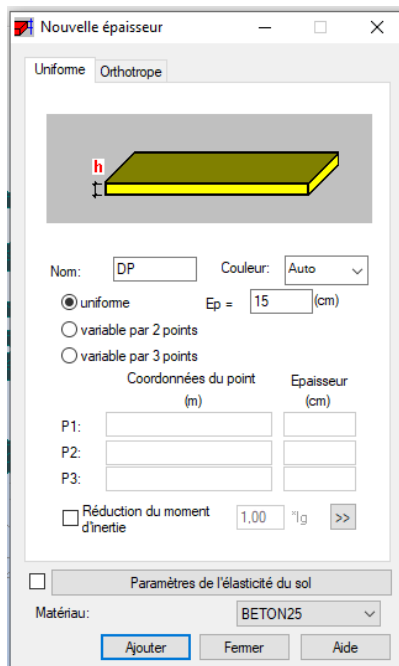 Nouvelle épaisseur
Uniforme Orthotrope
h
Nom: DP Couleur: Auto
uniforme Ep = 15 (cm)
variable par 2 points
variable par 3 points
Coordonnées du point Epaisseur
(m) (cm)
P1:
P2:
P3:
Réduction du moment d'inertie 1,00 *Ig >>
Paramètres de l'élasticité du sol
Matériau: BETON25
Ajouter Fermer Aide